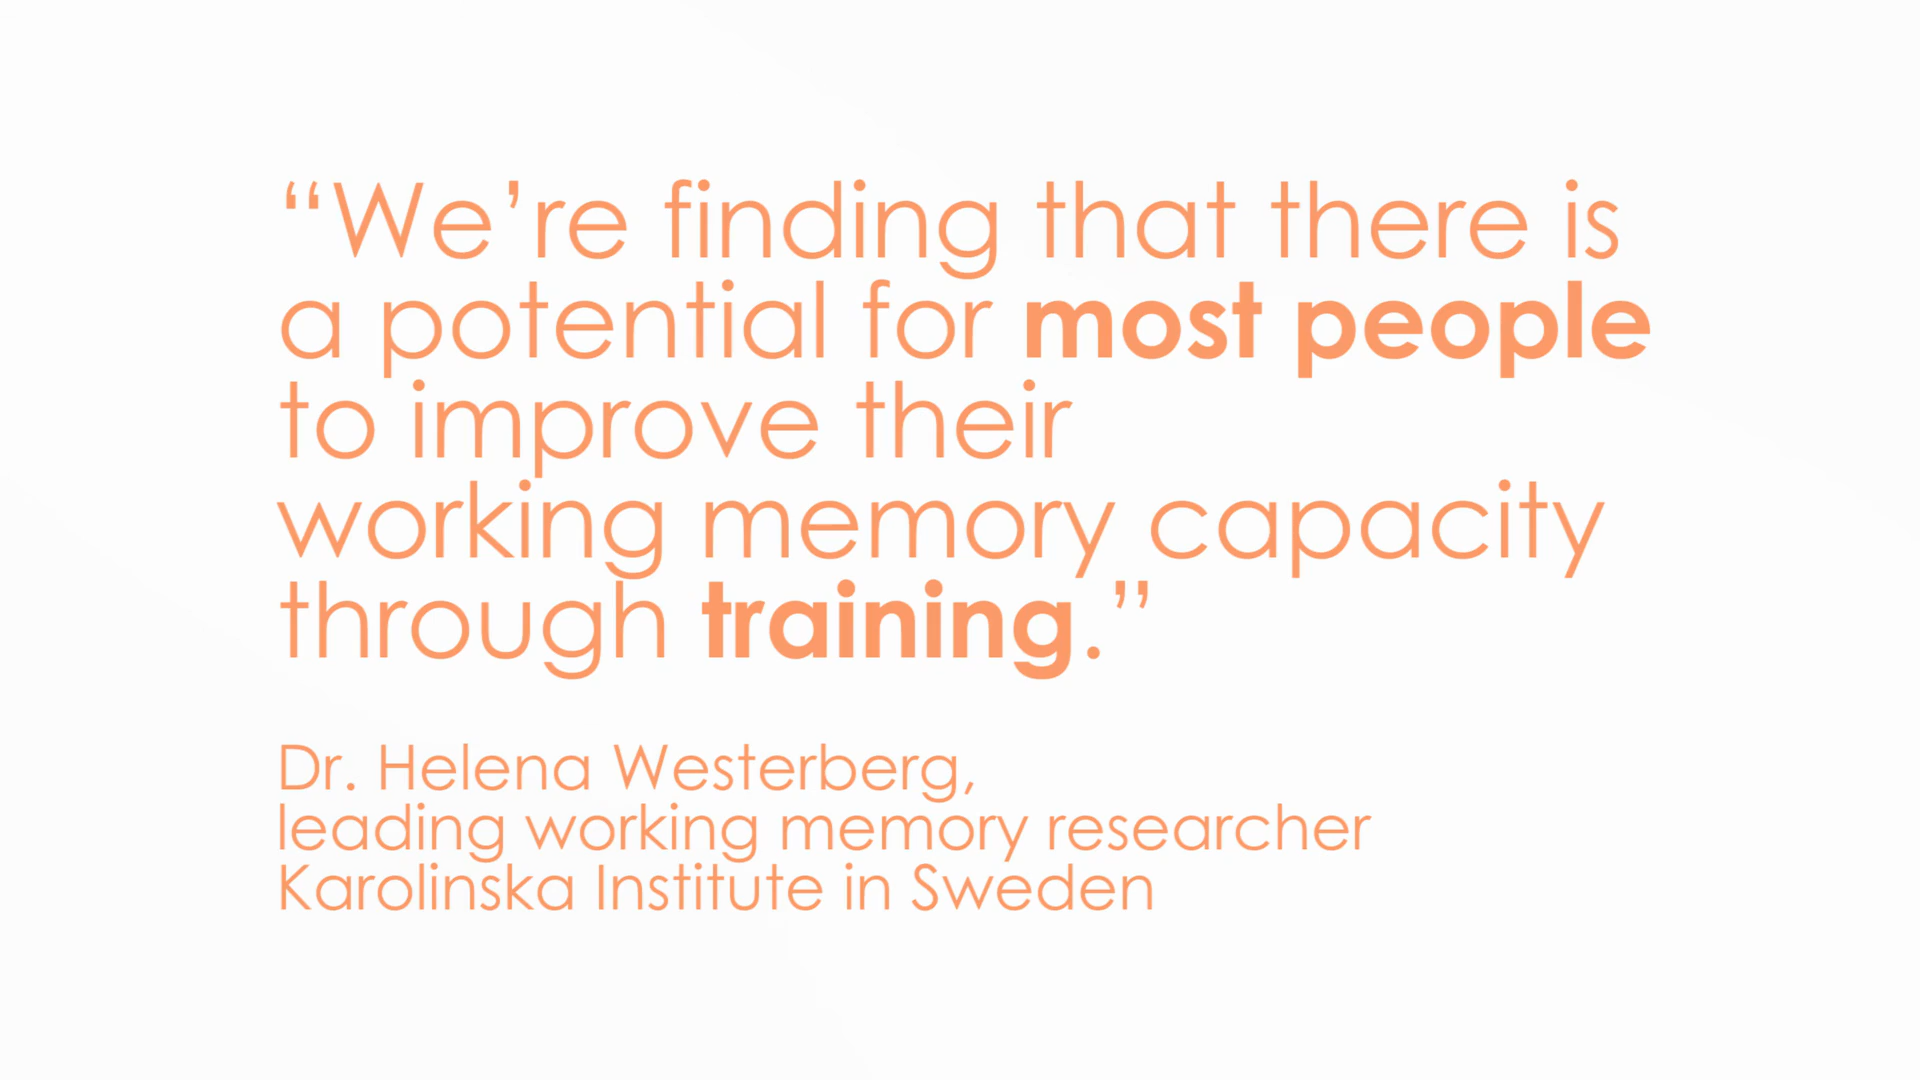 “We’re finding that there is
a potential for most people
to improve their
working memory capacity
through training.”
Dr. Helena Westerberg,
leading working memory researcher
Karolinska Institute in Sweden